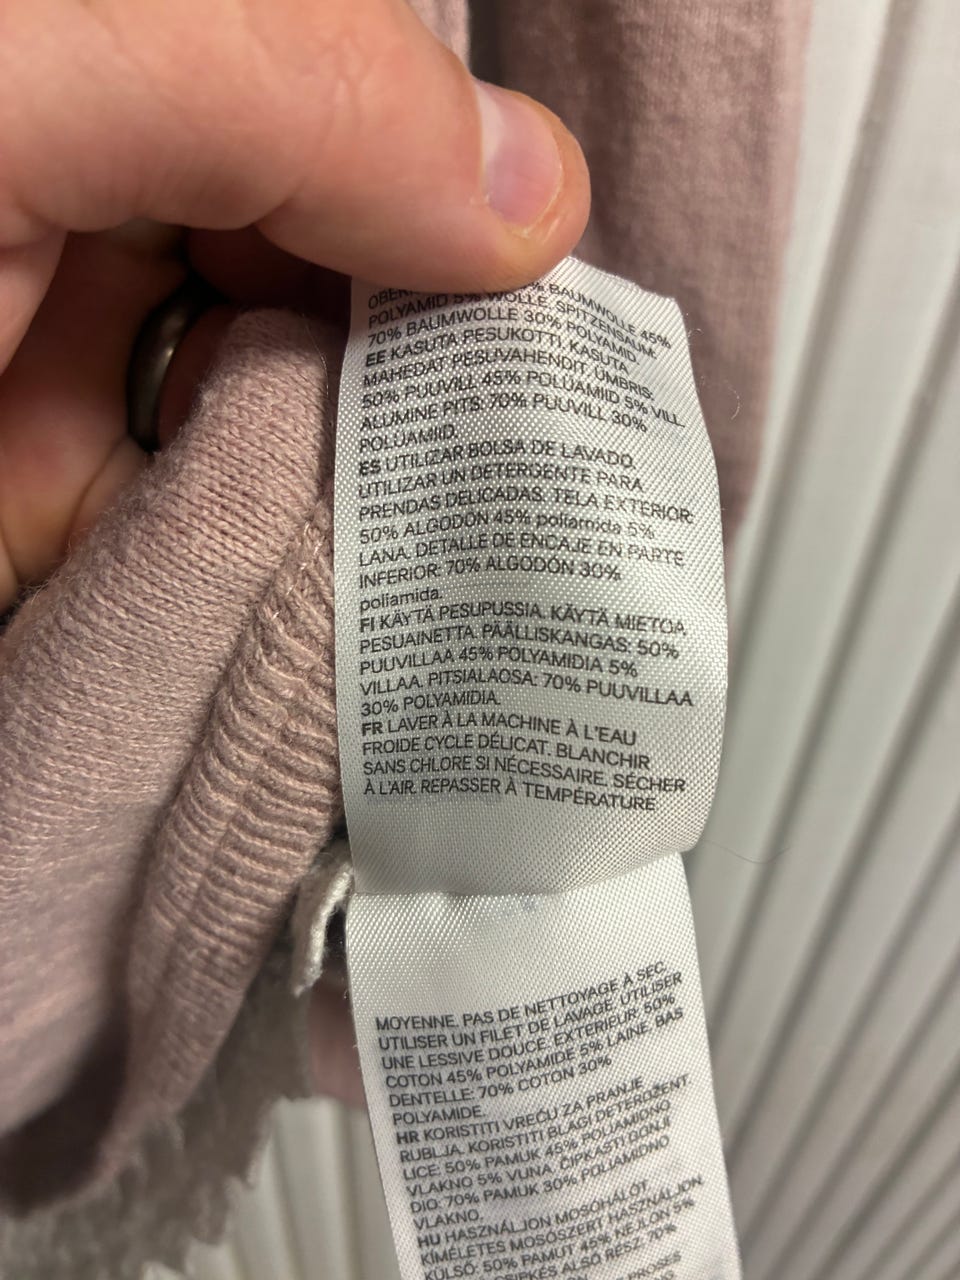 BAUMWOLLE 45%
POLYAMID 5% WOLLE. SPITZENSAUM:
70% BAUMWOLLE 30% POLYAMID
EE KASUTA PESUKOTTI. KASUTA
MAHEDAT PESUVAHENDIT. ÜMBRIS:
50% PUUVILL 45% POLÜAMIID 5% VILL.
ALUMINE PITS: 70% PUUVILL 30%
POLÜAMIID.
ES UTILIZAR BOLSA DE LAVADO.
UTILIZAR UN DETERGENTE PARA
PRENDAS DELICADAS. TELA EXTERIOR:
50% ALGODÓN 45% poliamida 5%
LANA. DETALLE DE ENCAJE EN PARTE
INFERIOR: 70% ALGODÓN 30%
poliamida.
FI KÄYTÄ PESUPUSSIA. KÄYTÄ MIETOA
PESUAINETTA. PÄÄLLISKANGAS: 50%
PUUVILLAA 45% POLYAMIDIA 5%
VILLAA. PITSIALAOSA: 70% PUUVILLAA
30% POLYAMIDIA.
FR LAVER À LA MACHINE À L'EAU
FROIDE CYCLE DÉLICAT. BLANCHIR
SANS CHLORE SI NÉCESSAIRE. SÉCHER
À L'AIR. REPASSER À TEMPÉRATURE
MOYENNE. PAS DE NETTOYAGE À SEC.
UTILISER UN FILET DE LAVAGE. UTILISER
UNE LESSIVE DOUCE. EXTÉRIEUR: 50%
COTON 45% POLYAMIDE 5% LAINE. BAS
DENTELLE: 70% COTON 30%
POLYAMIDE.
HR KORISTITI VREĆU ZA PRANJE
RUBLJA. KORISTITI BLAGI DETERDŽENT.
LICE: 50% PAMUK 45% POLIAMIDNO
VLAKNO 5% VUNA. ČIPKASTI DONJI
DIO: 70% PAMUK 30% POLIAMIDNO
VLAKNO.
HU HASZNÁLJON MOSÓHÁLÓT
KÍMÉLETES MOSÓSZERT HASZNÁLJON
KÜLSŐ: 50% PAMUT 45% NEJLON 5%
CSIPKÉS ALSÓ RÉSZ: 70%